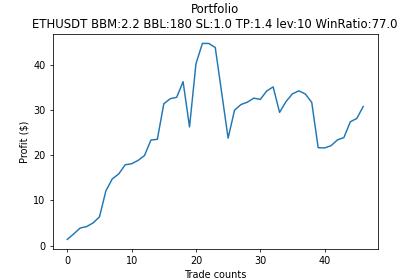 Portfolio
ETHUSDT BBM:2.2 BBL:180 SL:1.0 TP:1.4 lev:10 WinRatio:77.0
40
30
20
10
0
Profit ($)
0 10 20 30 40
Trade counts